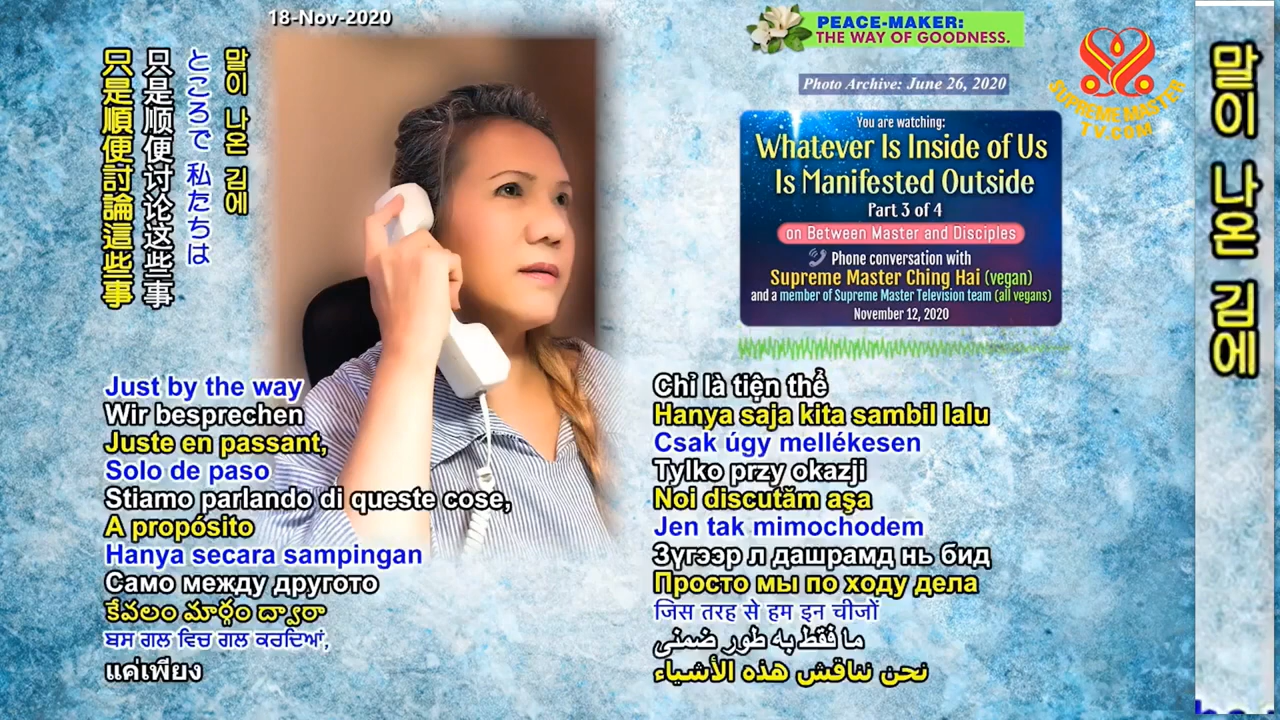 18-Nov-2020
PEACE-MAKER:
THE WAY OF GOODNESS.
SUPREME MASTER
TV.COM
Photo Archive: June 26, 2020
You are watching:
Whatever Is Inside of Us
Is Manifested Outside
Part 3 of 4
on Between Master and Disciples
Phone conversation with
Supreme Master Ching Hai (vegan)
and a member of Supreme Master Television team (all vegans)
November 12, 2020
말이 나온 김에
ところで 私たちは
只是顺便讨论这些事
只是順便討論這些事
Just by the way
Wir besprechen
Juste en passant,
Solo de paso
Stiamo parlando di queste cose,
A propósito
Hanya secara sampingan
Само между другото
కేవలం మార్గం ద్వారా
ਬਸ ਗਲ ਵਿਚ ਗਲ ਕਰਦਿਆਂ,
แค่เพียง
Chỉ là tiện thể
Hanya saja kita sambil lalu
Csak úgy mellékesen
Tylko przy okazji
Noi discutăm aşa
Jen tak mimochodem
Зүгээр л дашрамд нь бид
Просто мы по ходу дела
जिस तरह से हम इन चीजों
ما فقط به طور ضمنی
نحن نناقش هذه الأشياء
말이 나온 김에